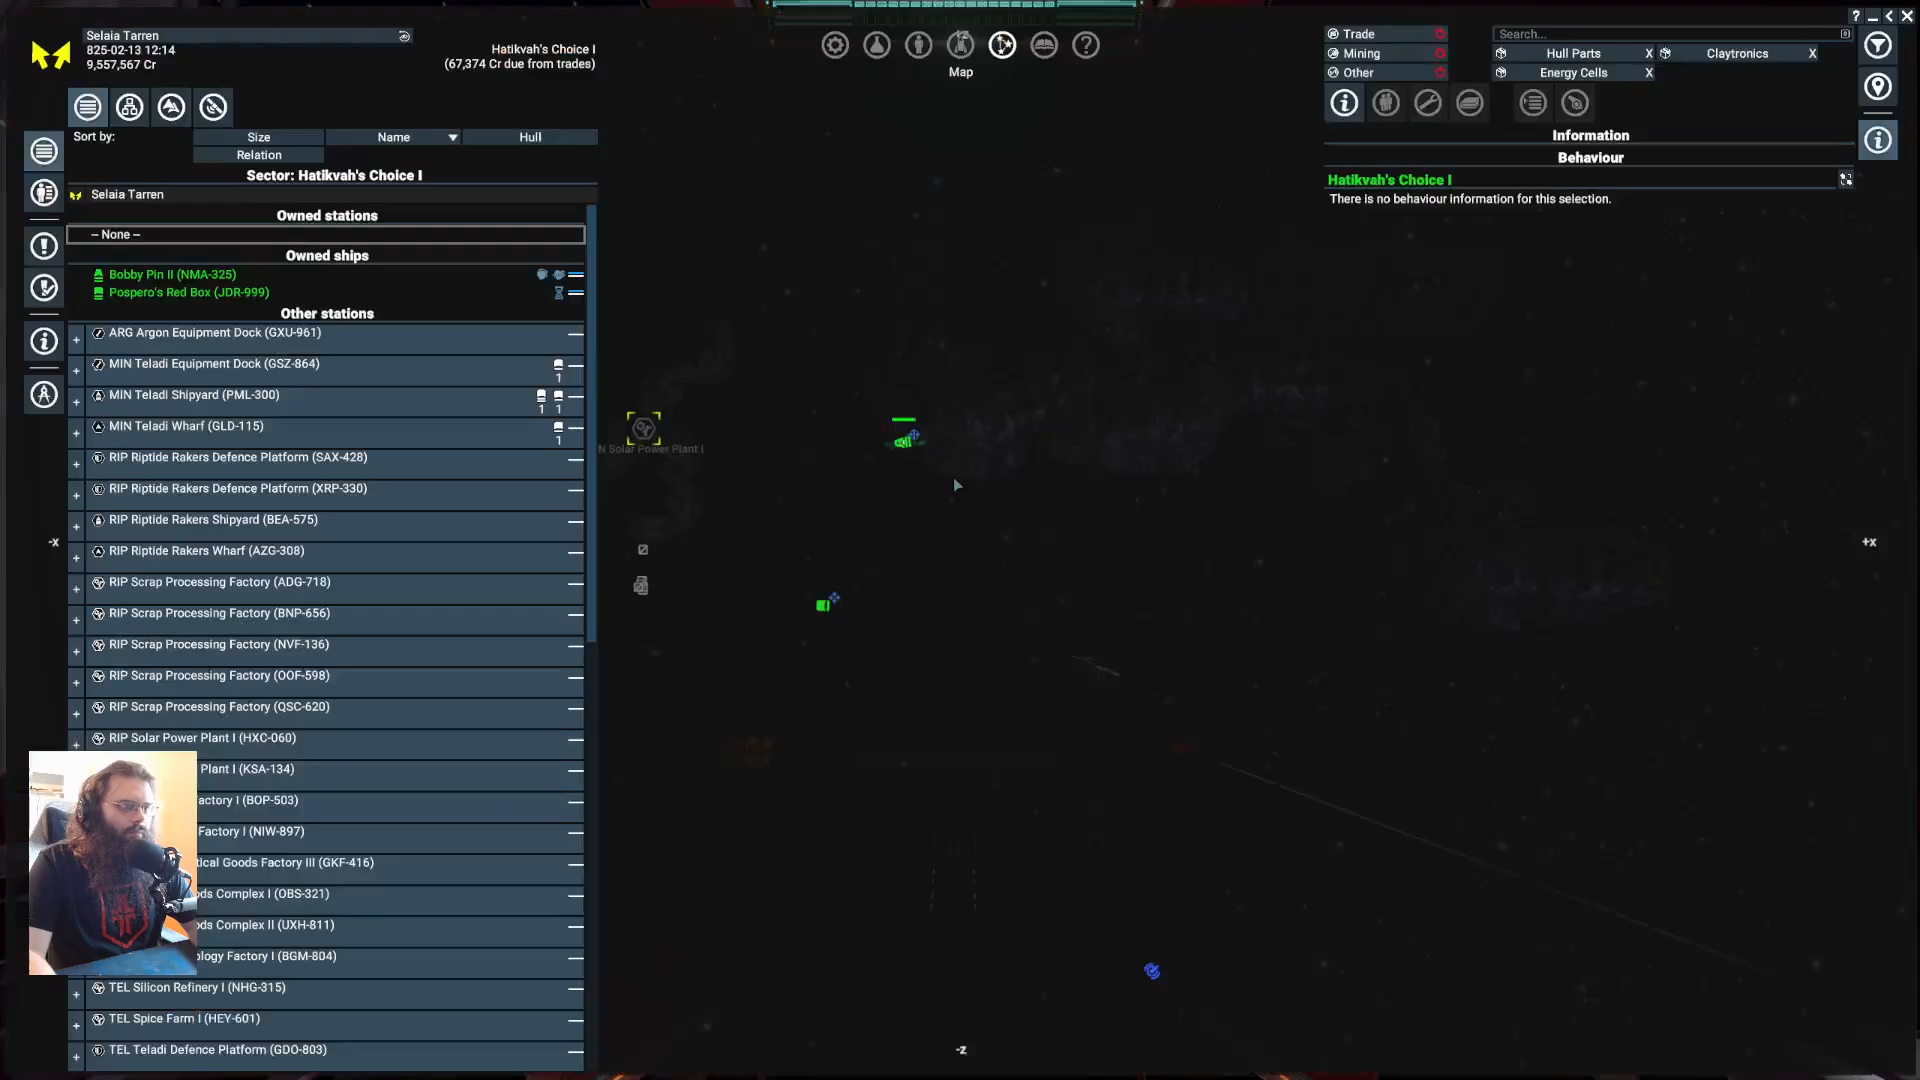 Selaia Tarren
825-02-13 12:14
9,557,567 Cr
Hatikvah's Choice I
(67,374 Cr due from trades)
Map
Sort by:
Size
Name
Hull
Relation
Sector: Hatikvah's Choice I
Selaia Tarren
Owned stations
-- None --
Owned ships
Bobby Pin II (NMA-325)
Pospero's Red Box (JDR-999)
Other stations
+ ARG Argon Equipment Dock (GXU-961)
+ MIN Teladi Equipment Dock (GSZ-864) 1
+ MIN Teladi Shipyard (PML-300) 1 1
+ MIN Teladi Wharf (GLD-115) 1
+ RIP Riptide Rakers Defence Platform (SAX-428)
+ RIP Riptide Rakers Defence Platform (XRP-330)
+ RIP Riptide Rakers Shipyard (BEA-575)
+ RIP Riptide Rakers Wharf (AZG-308)
+ RIP Scrap Processing Factory (ADG-718)
+ RIP Scrap Processing Factory (BNP-656)
+ RIP Scrap Processing Factory (NVF-136)
+ RIP Scrap Processing Factory (OOF-598)
+ RIP Scrap Processing Factory (QSC-620)
+ RIP Solar Power Plant I (HXC-060)
Plant I (KSA-134)
actory I (BOP-503)
Factory I (NIW-897)
tical Goods Factory III (GKF-416)
ods Complex I (OBS-321)
ods Complex II (UXH-811)
ology Factory I (BGM-804)
+ TEL Silicon Refinery I (NHG-315)
+ TEL Spice Farm I (HEY-601)
+ TEL Teladi Defence Platform (GDO-803)
N Solar Power Plant I
-x
+x
-z
? _ < X
Trade
Mining
Other
Search...
Hull Parts X
Claytronics X
Energy Cells X
Information
Behaviour
Hatikvah's Choice I
There is no behaviour information for this selection.